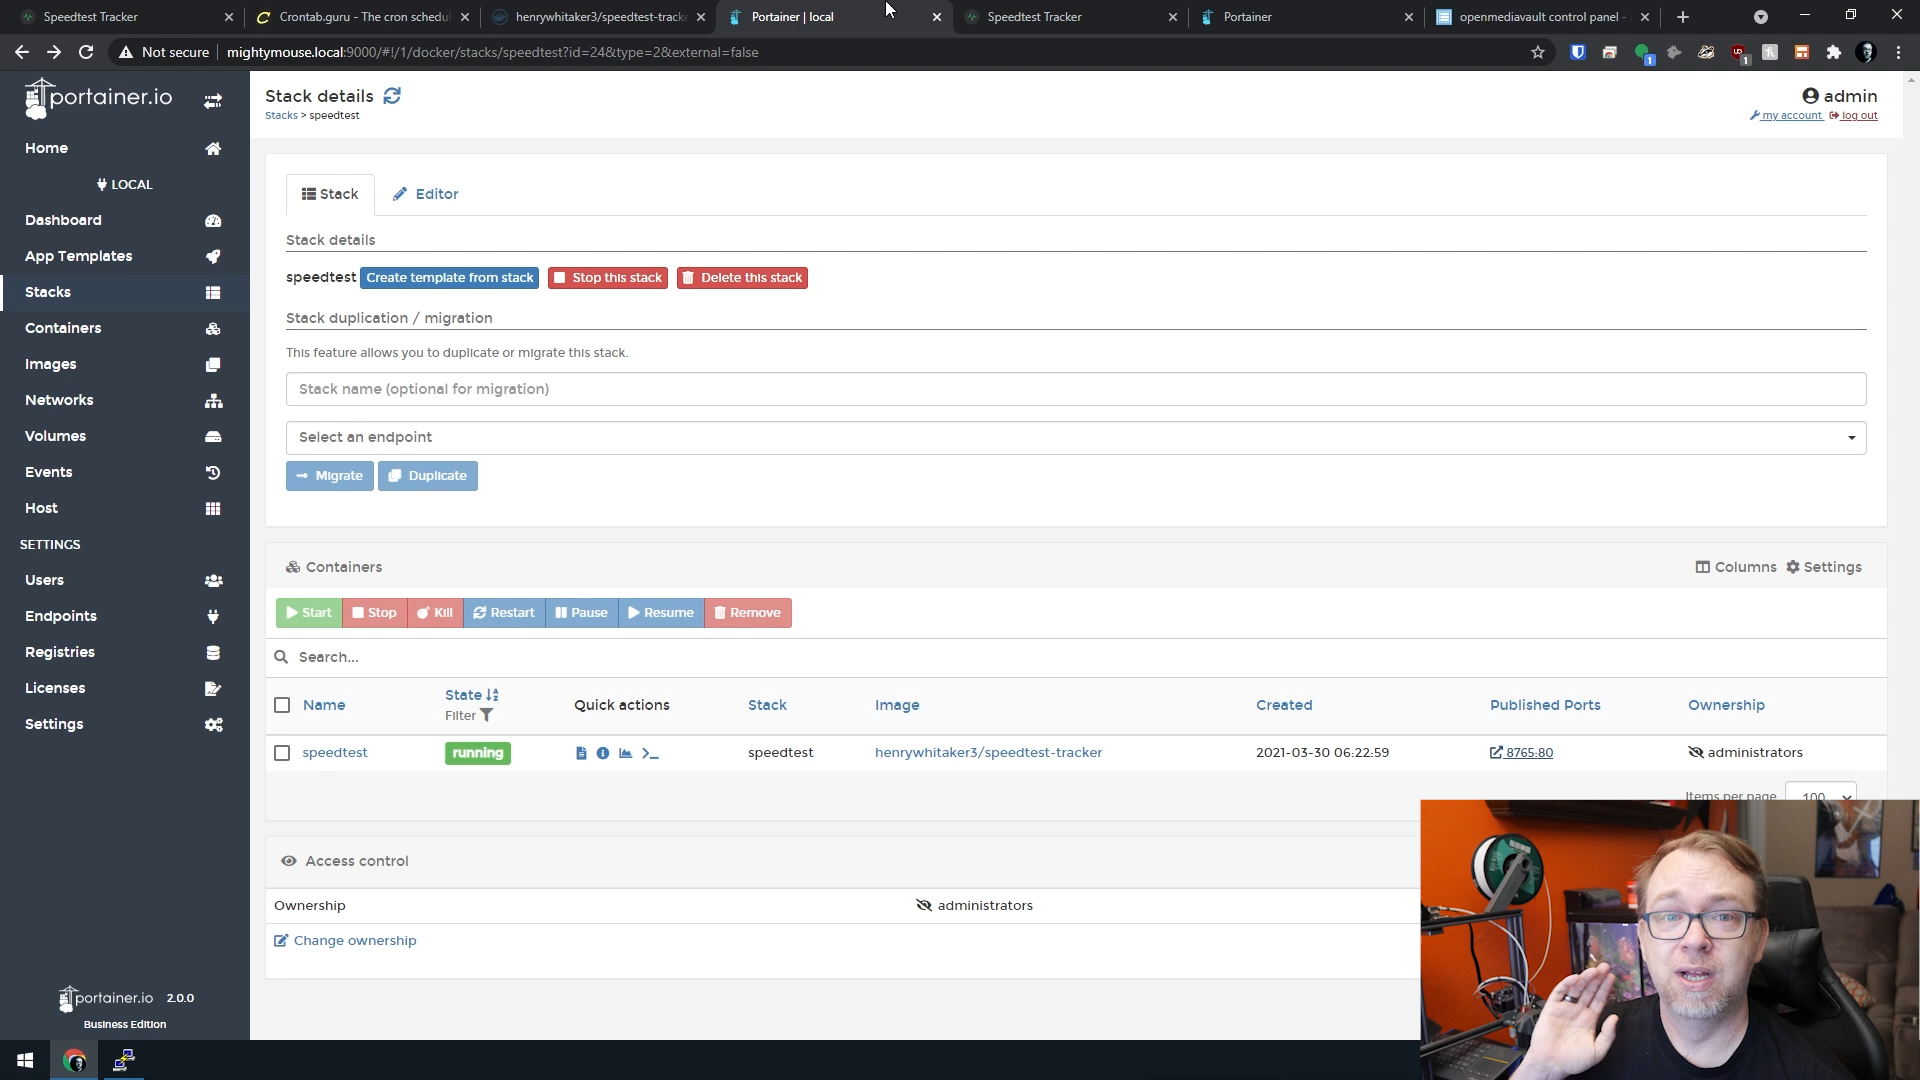 Speedtest Tracker
Crontab.guru - The cron schedul
henrywhitaker3/speedtest-tracke
Portainer | local
Speedtest Tracker
Portainer
openmediavault control panel -
Not secure
mightymouse.local:9000/#!/1/docker/stacks/speedtest?id=24&type=2&external=false
portainer.io
Home
LOCAL
Dashboard
App Templates
Stacks
Containers
Images
Networks
Volumes
Events
Host
SETTINGS
Users
Endpoints
Registries
Licenses
Settings
portainer.io 2.0.0
Business Edition
Stack details
Stacks > speedtest
admin
my account log out
Stack Editor
Stack details
speedtest Create template from stack Stop this stack Delete this stack
Stack duplication / migration
This feature allows you to duplicate or migrate this stack.
Stack name (optional for migration)
Select an endpoint
Migrate Duplicate
Containers
Columns Settings
Start Stop Kill Restart Pause Resume Remove
Search...
Name State Filter Quick actions Stack Image Created Published Ports Ownership
speedtest running speedtest henrywhitaker3/speedtest-tracker 2021-03-30 06:22:59 8765:80 administrators
Items per page 100
Access control
Ownership administrators
Change ownership